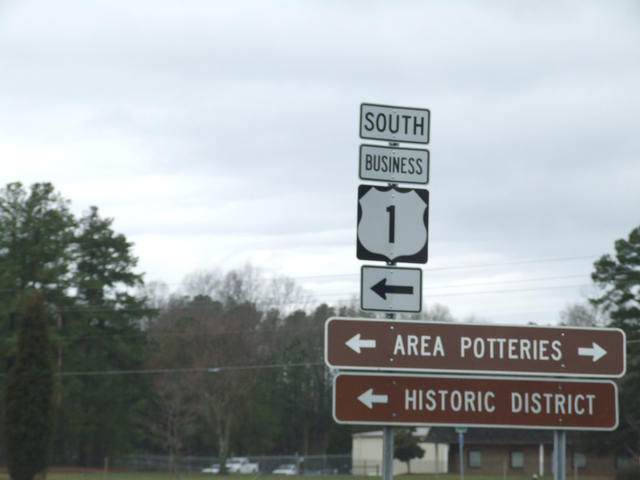 SOUTH
BUSINESS
1
AREA POTTERIES
HISTORIC DISTRICT